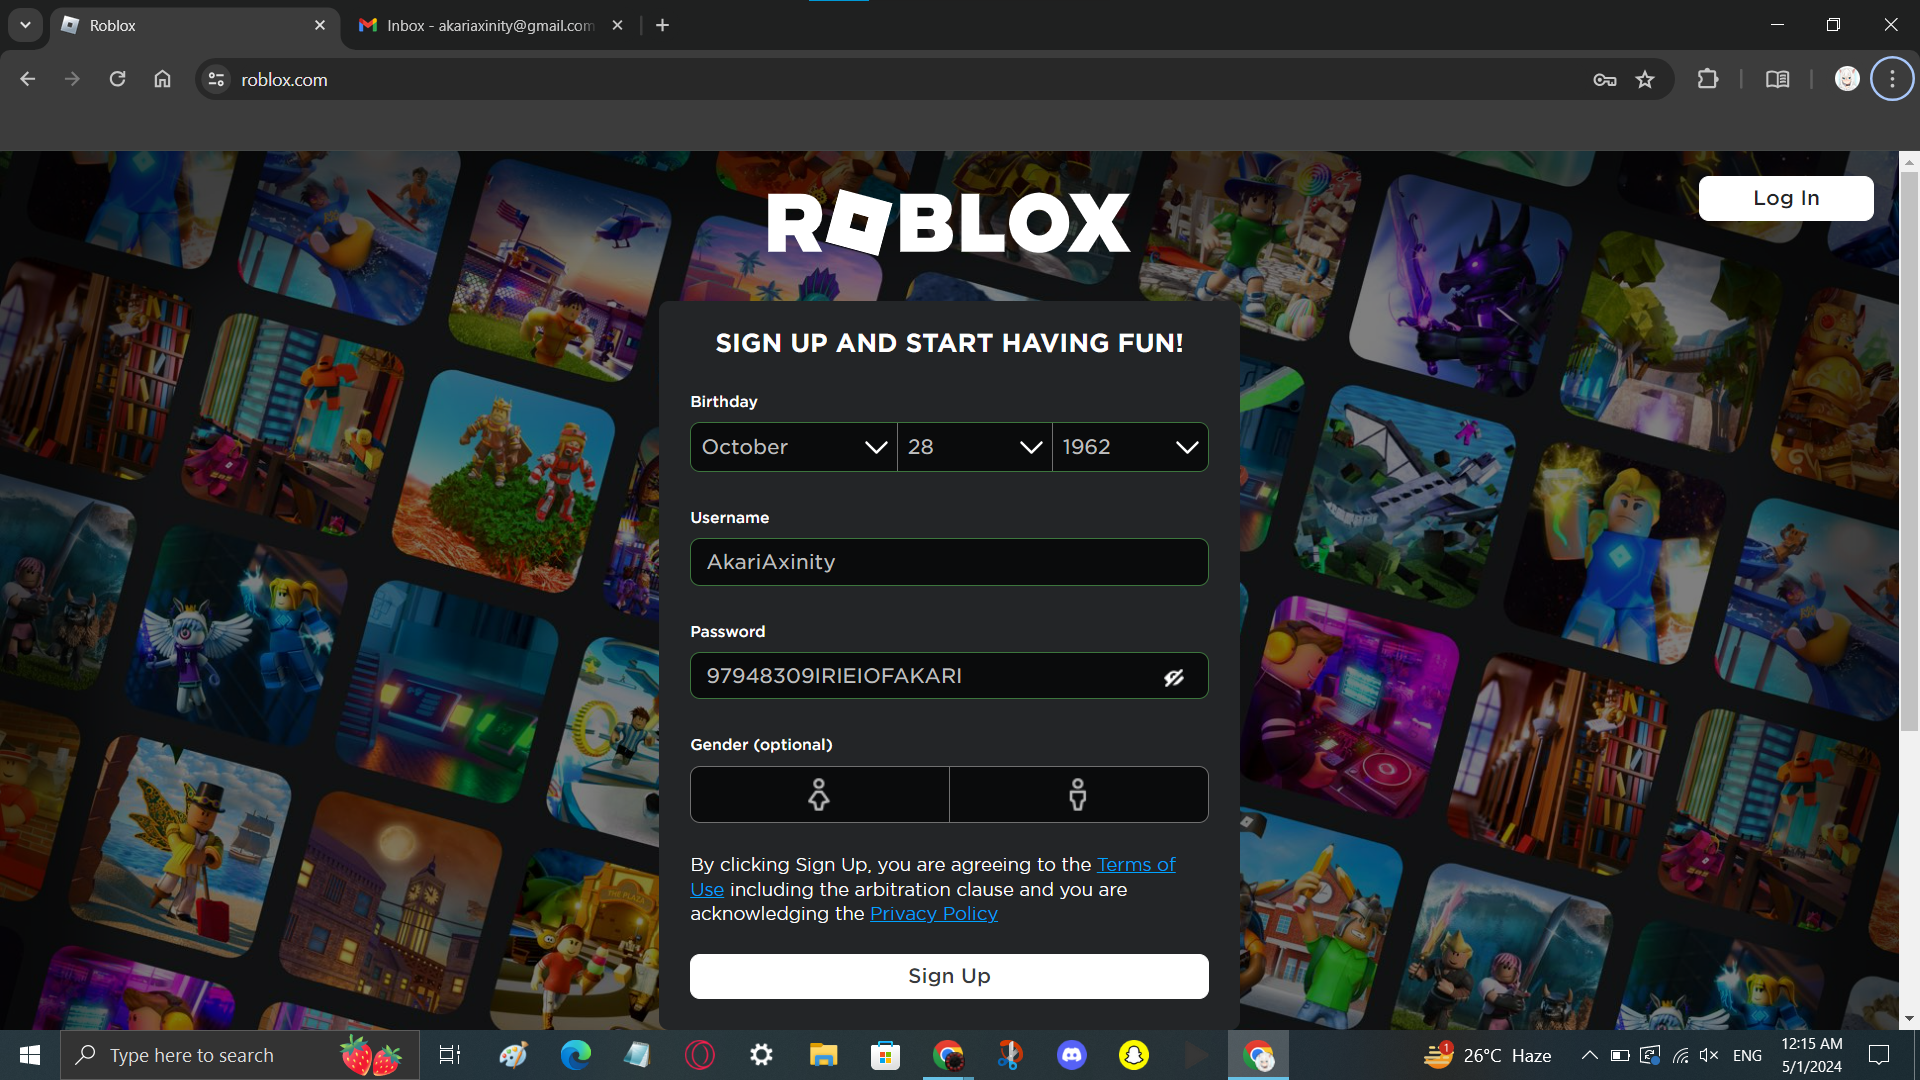 Roblox
Inbox - akariaxinity@gmail.com
roblox.com
Log In
ROBLOX
SIGN UP AND START HAVING FUN!
Birthday
October 28 1962
Username
AkariAxinity
Password
97948309IRIEIOFAKARI
Gender (optional)
By clicking Sign Up, you are agreeing to the Terms of
Use including the arbitration clause and you are
acknowledging the Privacy Policy
Sign Up
Type here to search
1
26°C Haze
ENG
12:15 AM
5/1/2024